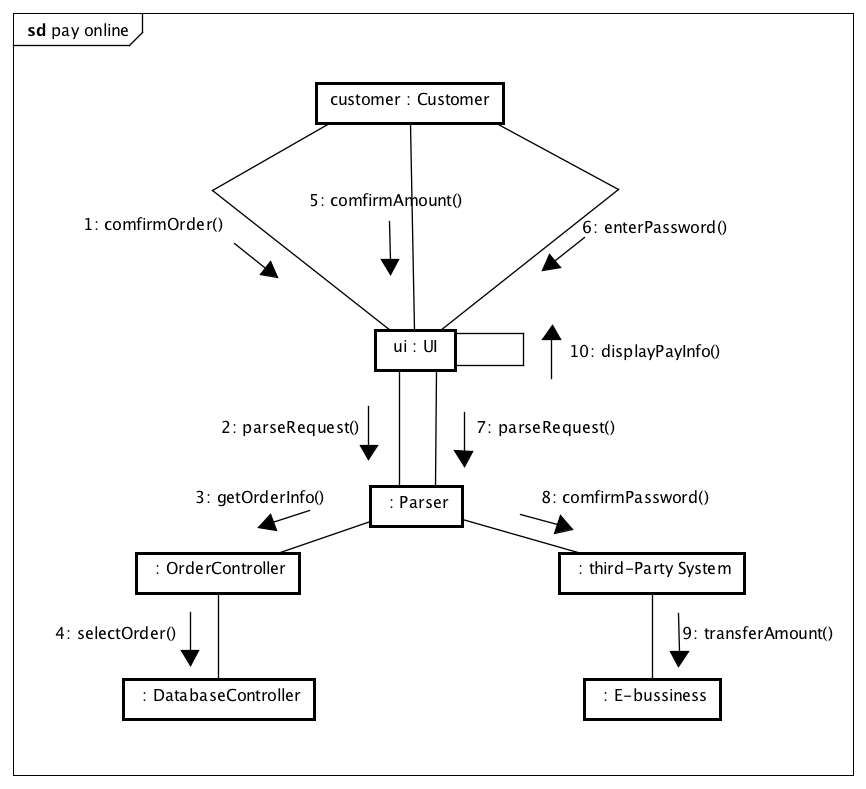 sd pay online
customer : Customer
5: comfirmAmount()
1: comfirmOrder()
6: enterPassword()
ui : UI
10: displayPayInfo()
2: parseRequest()
7: parseRequest()
3: getOrderInfo()
: Parser
8: comfirmPassword()
: OrderController
: third-Party System
4: selectOrder()
9: transferAmount()
: DatabaseController
: E-bussiness